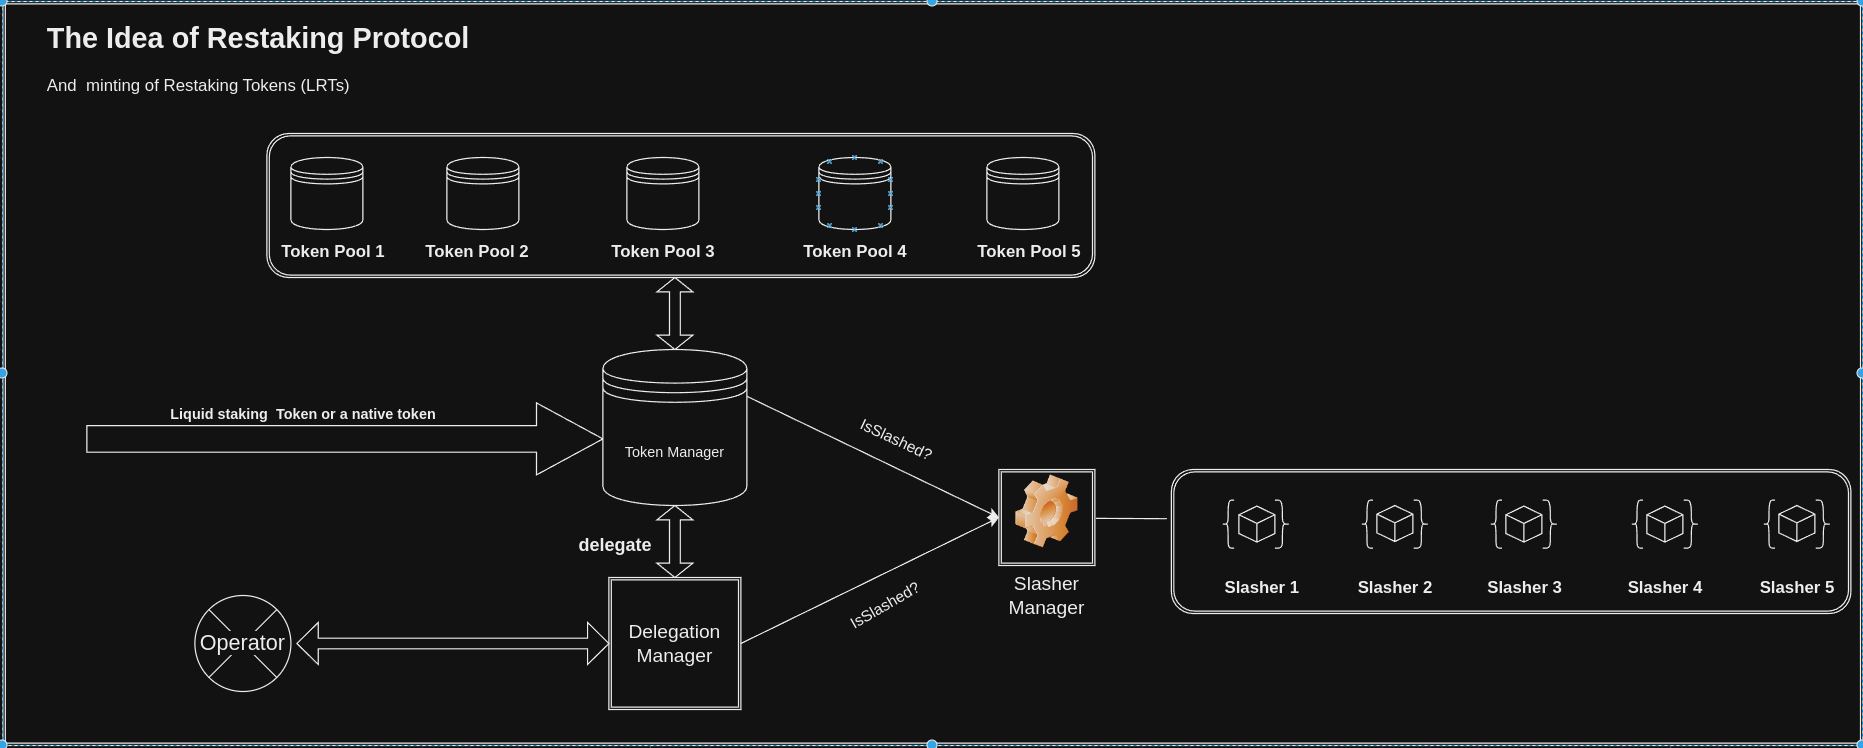 The Idea of Restaking Protocol
And  minting of Restaking Tokens (LRTs)
Token Pool 1
Token Pool 2
Token Pool 3
Token Pool 4
Token Pool 5
Liquid staking  Token or a native token
Token Manager
IsSlashed?
delegate
Operator
Delegation
Manager
IsSlashed?
Slasher
Manager
Slasher 1
Slasher 2
Slasher 3
Slasher 4
Slasher 5